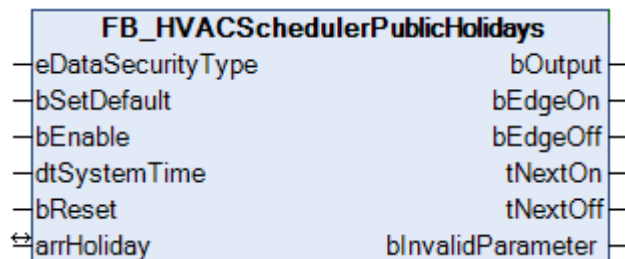 FB_HVACSchedulerPublicHolidays
eDataSecurityType bOutput
bSetDefault bEdgeOn
bEnable bEdgeOff
dtSystemTime tNextOn
bReset tNextOff
arrHoliday bInvalidParameter